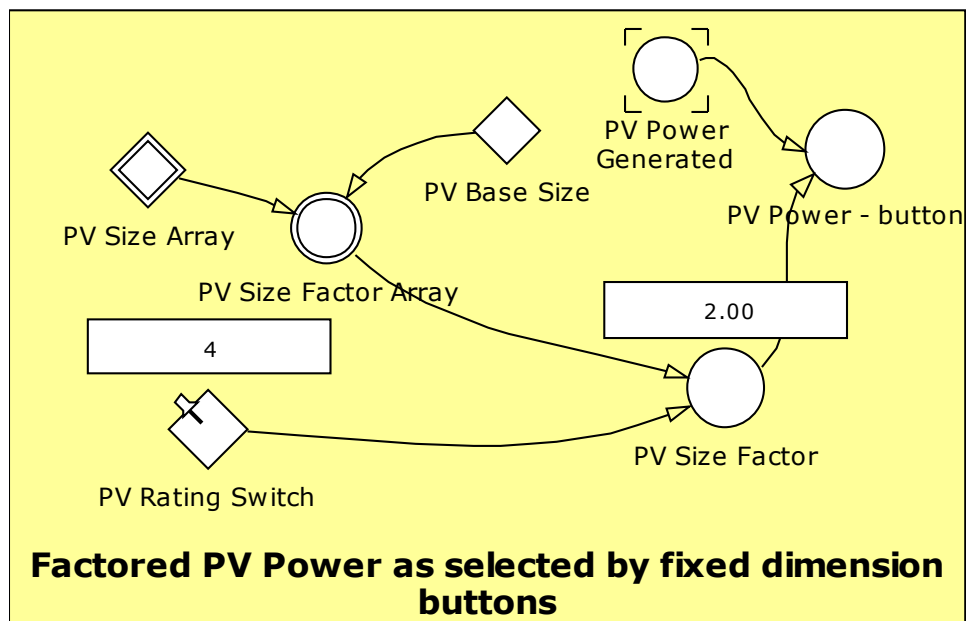 PV Power
Generated
PV Base Size
PV Power - button
PV Size Array
PV Size Factor Array
2.00
4
PV Size Factor
PV Rating Switch
Factored PV Power as selected by fixed dimension
buttons